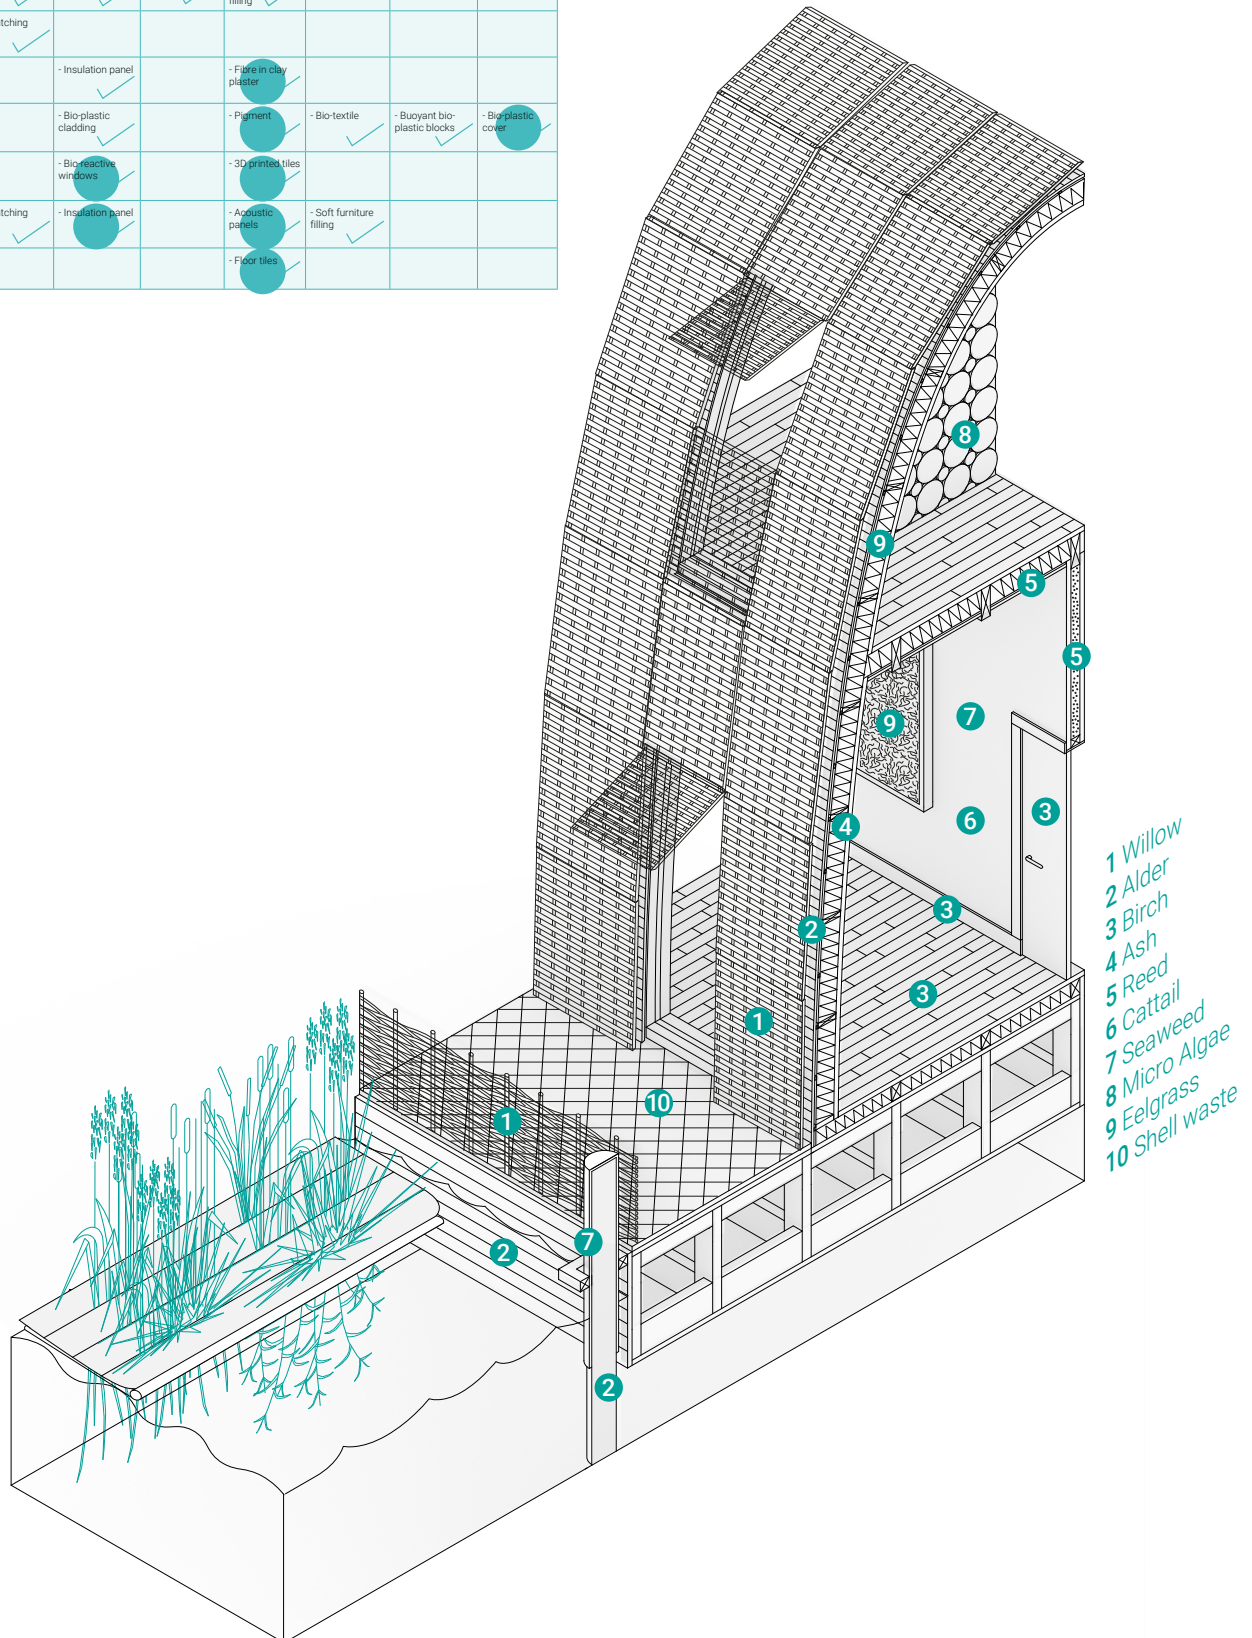 filling
- Insulation panel
- Fibre in clay
plaster
- Bio-plastic
cladding
- Pigment
- Bio-textile
- Buoyant bio-
plastic blocks
- Bio-plastic
cover
- Bio-reactive
windows
- 3D printed tiles
- Insulation panel
- Acoustic
panels
- Soft furniture
filling
- Floor tiles
8
9
5
5
9
7
3
6
4
3
2
3
1
10
1
7
2
2
1 Willow
2 Alder
3 Birch
4 Ash
5 Reed
6 Cattail
7 Seaweed
8 Micro Algae
9 Eelgrass
10 Shell waste